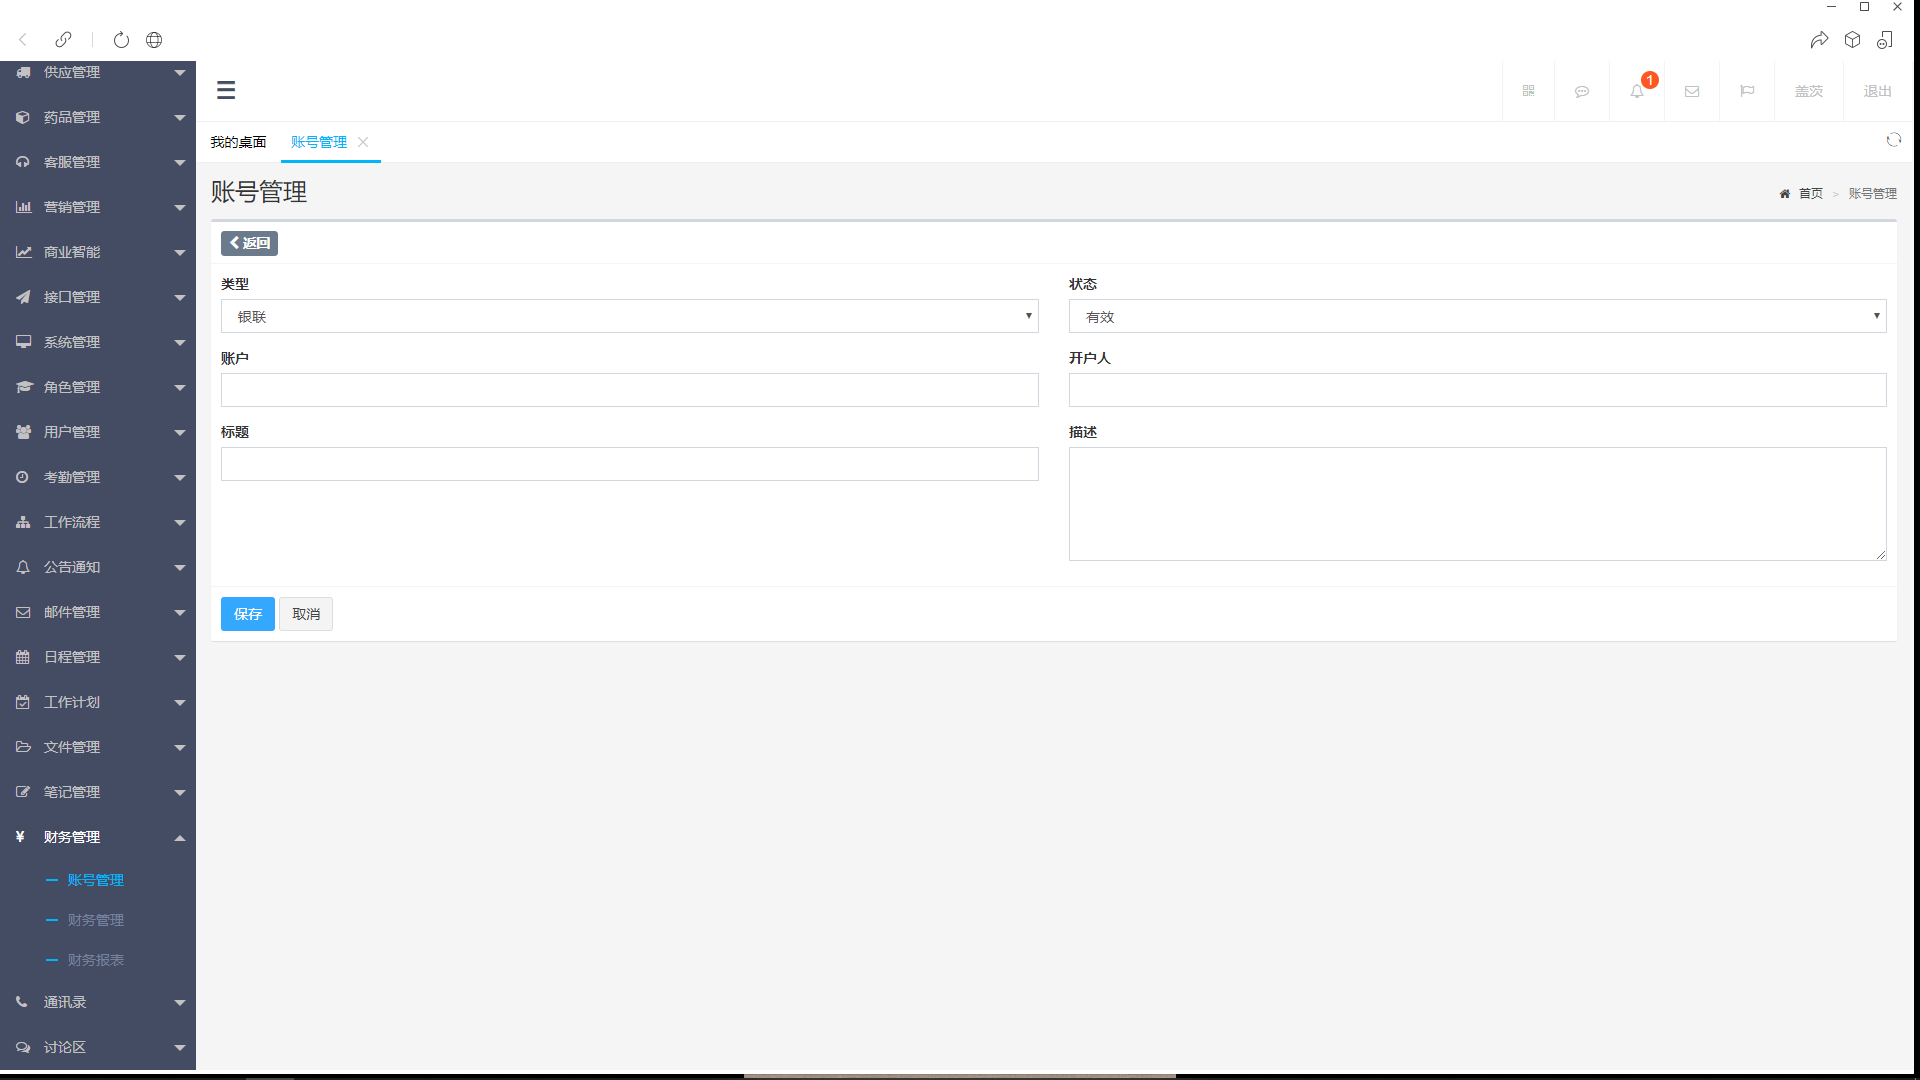 供应管理
药品管理
客服管理
营销管理
商业智能
接口管理
系统管理
角色管理
用户管理
考勤管理
工作流程
公告通知
邮件管理
日程管理
工作计划
文件管理
笔记管理
¥ 财务管理
账号管理
财务管理
财务报表
通讯录
讨论区
1
盖茨
退出
我的桌面
账号管理
账号管理
首页 > 账号管理
返回
类型
银联
状态
有效
账户
开户人
标题
描述
保存
取消